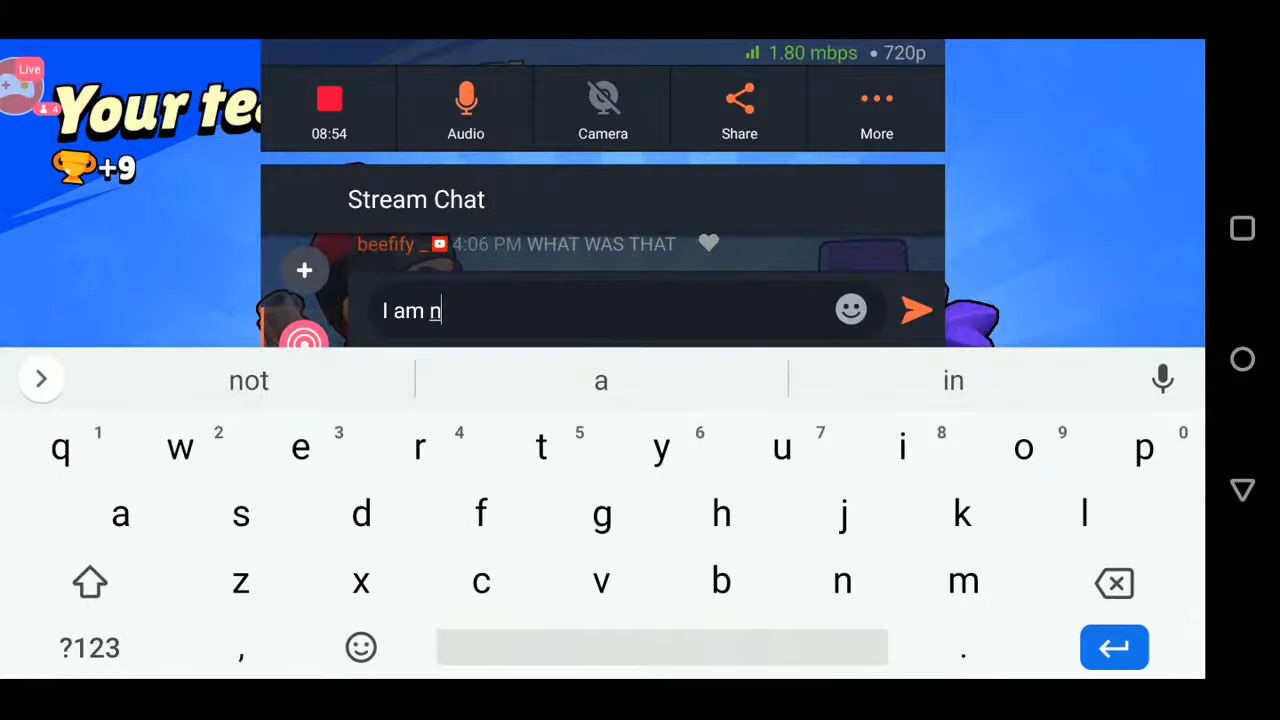 Live
4
Your te
+9
1.80 mbps • 720p
08:54
Audio
Camera
Share
More
Stream Chat
beefify _ 4:06 PM WHAT WAS THAT
I am n
not a in
q 1 w 2 e 3 r 4 t 5 y 6 u 7 i 8 o 9 p 0
a s d f g h j k l
z x c v b n m
?123 , .